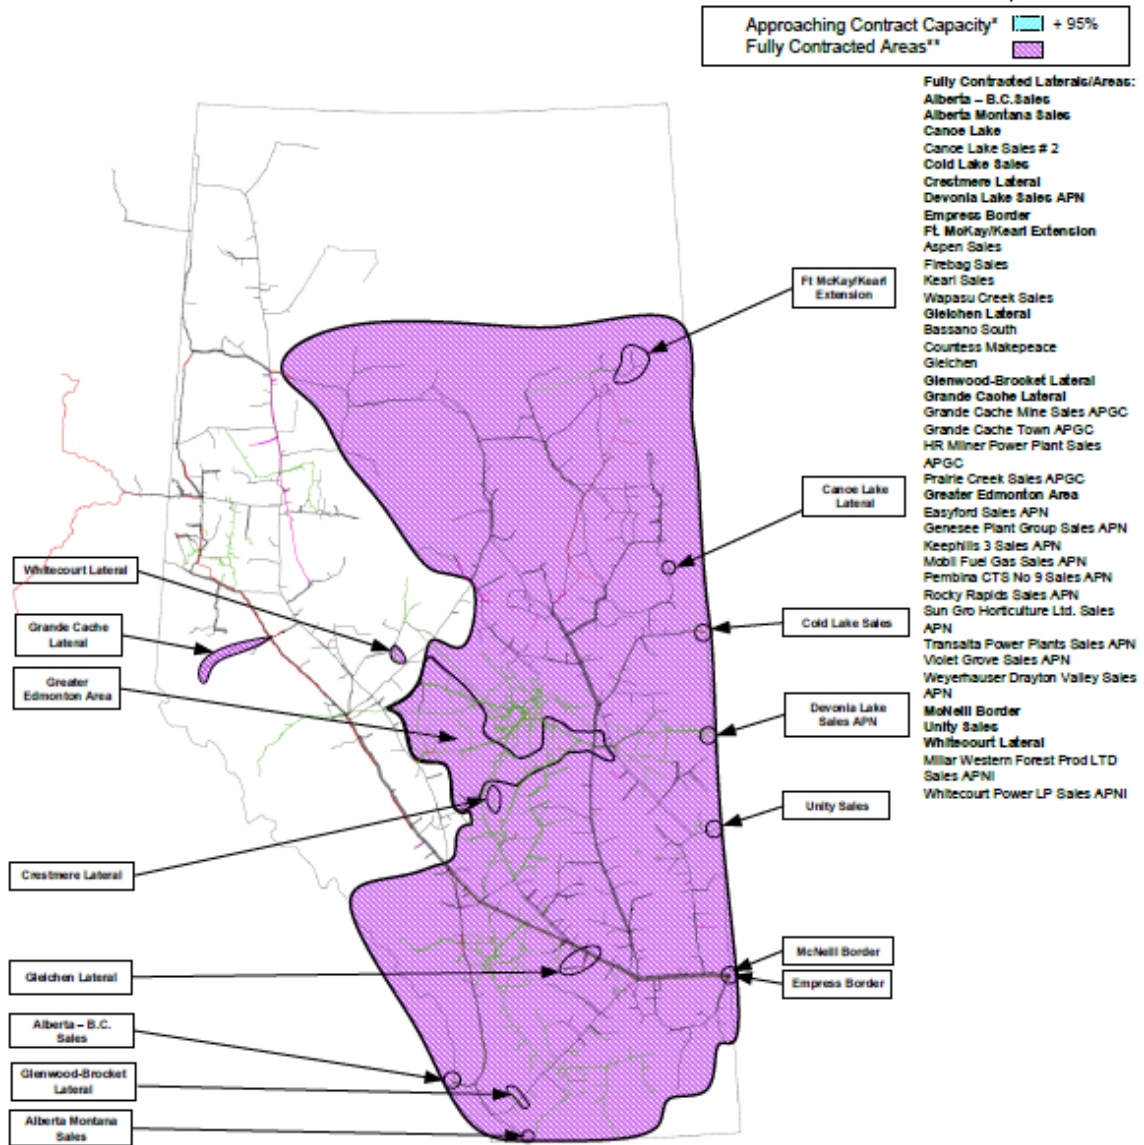 Approaching Contract Capacity* + 95%
Fully Contracted Areas**
Fully Contracted Laterals/Areas:
Alberta – B.C.Sales
Alberta Montana Sales
Canoe Lake
Canoe Lake Sales # 2
Cold Lake Sales
Crestmere Lateral
Devonia Lake Sales APN
Empress Border
Ft. McKay/Kearl Extension
Aspen Sales
Firebag Sales
Kearl Sales
Wapasu Creek Sales
Gleichen Lateral
Bassano South
Countess Makepeace
Gleichen
Glenwood-Brocket Lateral
Grande Cache Lateral
Grande Cache Mine Sales APGC
Grande Cache Town APGC
HR Milner Power Plant Sales
APGC
Prairie Creek Sales APGC
Greater Edmonton Area
Easyford Sales APN
Genesee Plant Group Sales APN
Keephills 3 Sales APN
Mobil Fuel Gas Sales APN
Pembina CTS No 9 Sales APN
Rocky Rapids Sales APN
Sun Gro Horticulture Ltd. Sales
APN
Transalta Power Plants Sales APN
Violet Grove Sales APN
Weyerhauser Drayton Valley Sales
APN
McNeill Border
Unity Sales
Whitecourt Lateral
Millar Western Forest Prod LTD
Sales APNI
Whitecourt Power LP Sales APNI
Ft McKay/Kearl
Extension
Canoe Lake
Lateral
Whitecourt Lateral
Grande Cache
Lateral
Cold Lake Sales
Greater
Edmonton Area
Devonia Lake
Sales APN
Unity Sales
Crestmere Lateral
McNeill Border
Gleichen Lateral
Empress Border
Alberta – B.C.
Sales
Glenwood-Brocket
Lateral
Alberta Montana
Sales